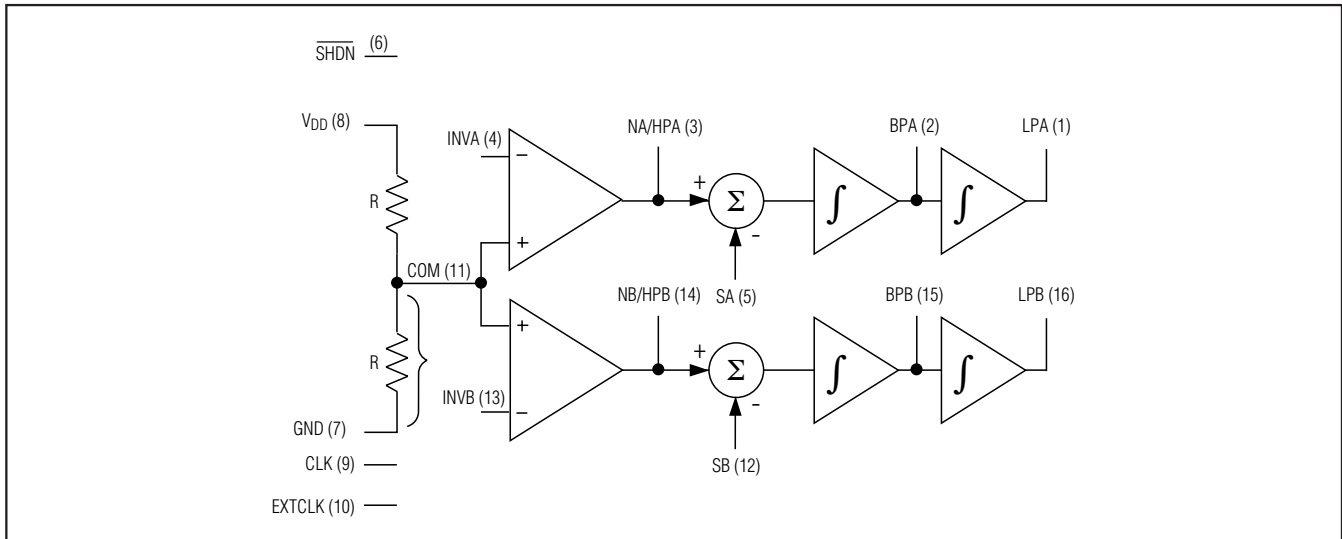 SHDN (6)
VDD (8)
R
COM (11)
R
GND (7)
CLK (9)
EXTCLK (10)
INVA (4)
−
+
NA/HPA (3)
+
Σ
-
SA (5)
∫
BPA (2)
∫
LPA (1)
+
INVB (13)
−
NB/HPB (14)
+
Σ
-
SB (12)
∫
BPB (15)
∫
LPB (16)